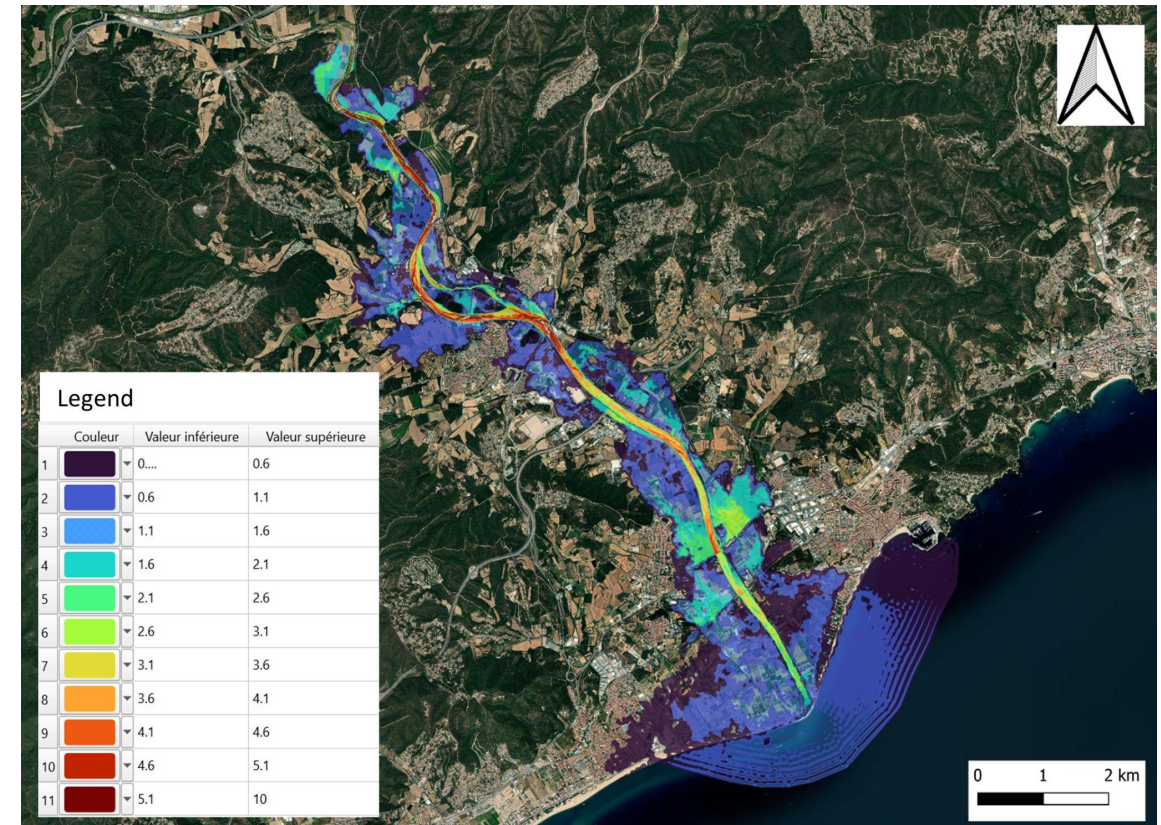 Legend
Couleur Valeur inférieure Valeur supérieure
1 0.... 0.6
2 0.6 1.1
3 1.1 1.6
4 1.6 2.1
5 2.1 2.6
6 2.6 3.1
7 3.1 3.6
8 3.6 4.1
9 4.1 4.6
10 4.6 5.1
11 5.1 10
0 1 2 km